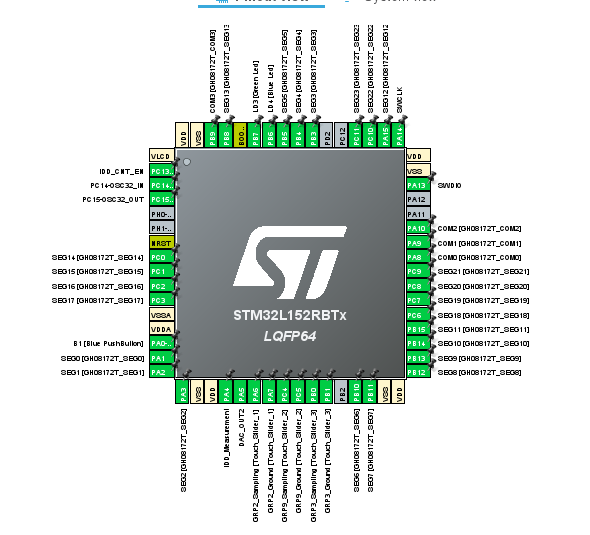 Pinout view
System view
COM3 [GH08172T_COM3]
SEG13 [GH08172T_SEG13]
LD3 [Green Led]
LD4 [Blue Led]
SEG5 [GH08172T_SEG5]
SEG4 [GH08172T_SEG4]
SEG3 [GH08172T_SEG3]
SEG23 [GH08172T_SEG23]
SEG22 [GH08172T_SEG22]
SEG12 [GH08172T_SEG12]
SWCLK
VDD
VSS
PB9
PB8
BOO..
PB7
PB6
PB5
PB4
PB3
PD2
PC12
PC11
PC10
PA15
PA14
VLCD
IDD_CNT_EN PC13..
PC14-OSC32_IN PC14..
PC15-OSC32_OUT PC15..
PH0-..
PH1-..
NRST
SEG14 [GH08172T_SEG14] PC0
SEG15 [GH08172T_SEG15] PC1
SEG16 [GH08172T_SEG16] PC2
SEG17 [GH08172T_SEG17] PC3
VSSA
VDDA
B1 [Blue PushButton] PA0-..
SEG0 [GH08172T_SEG0] PA1
SEG1 [GH08172T_SEG1] PA2
STM32L152RBTx
LQFP64
VDD
VSS
PA13 SWDIO
PA12
PA11
PA10 COM2 [GH08172T_COM2]
PA9 COM1 [GH08172T_COM1]
PA8 COM0 [GH08172T_COM0]
PC9 SEG21 [GH08172T_SEG21]
PC8 SEG20 [GH08172T_SEG20]
PC7 SEG19 [GH08172T_SEG19]
PC6 SEG18 [GH08172T_SEG18]
PB15 SEG11 [GH08172T_SEG11]
PB14 SEG10 [GH08172T_SEG10]
PB13 SEG9 [GH08172T_SEG9]
PB12 SEG8 [GH08172T_SEG8]
PA3
VSS
VDD
PA4
PA5
PA6
PA7
PC4
PC5
PB0
PB1
PB2
PB10
PB11
VSS
VDD
SEG2 [GH08172T_SEG2]
IDD_Measurement
DAC_OUT2
GRP2_Sampling [Touch_Slider_1]
GRP2_Ground [Touch_Slider_1]
GRP9_Sampling [Touch_Slider_2]
GRP9_Ground [Touch_Slider_2]
GRP3_Sampling [Touch_Slider_3]
GRP3_Ground [Touch_Slider_3]
SEG6 [GH08172T_SEG6]
SEG7 [GH08172T_SEG7]